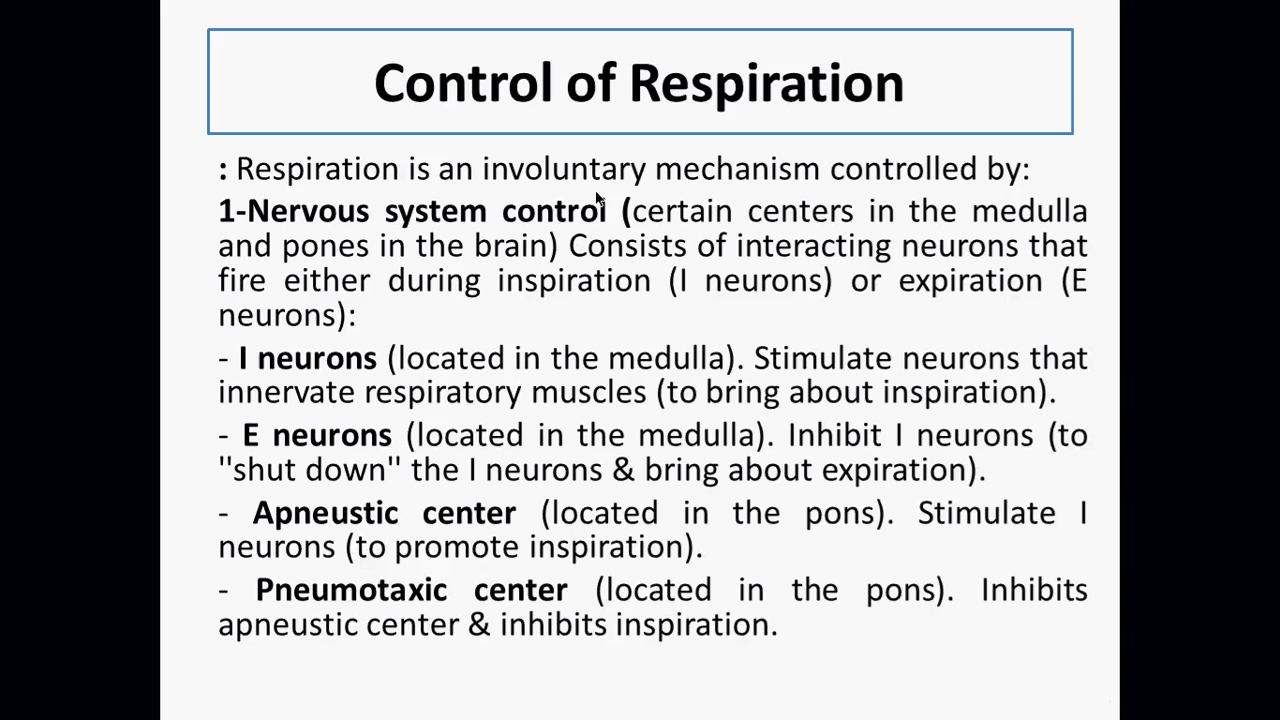 Control of Respiration
: Respiration is an involuntary mechanism controlled by:
1-Nervous system control (certain centers in the medulla
and pones in the brain) Consists of interacting neurons that
fire either during inspiration (I neurons) or expiration (E
neurons):
- I neurons (located in the medulla). Stimulate neurons that
innervate respiratory muscles (to bring about inspiration).
- E neurons (located in the medulla). Inhibit I neurons (to
"shut down" the I neurons & bring about expiration).
- Apneustic center (located in the pons). Stimulate I
neurons (to promote inspiration).
- Pneumotaxic center (located in the pons). Inhibits
apneustic center & inhibits inspiration.